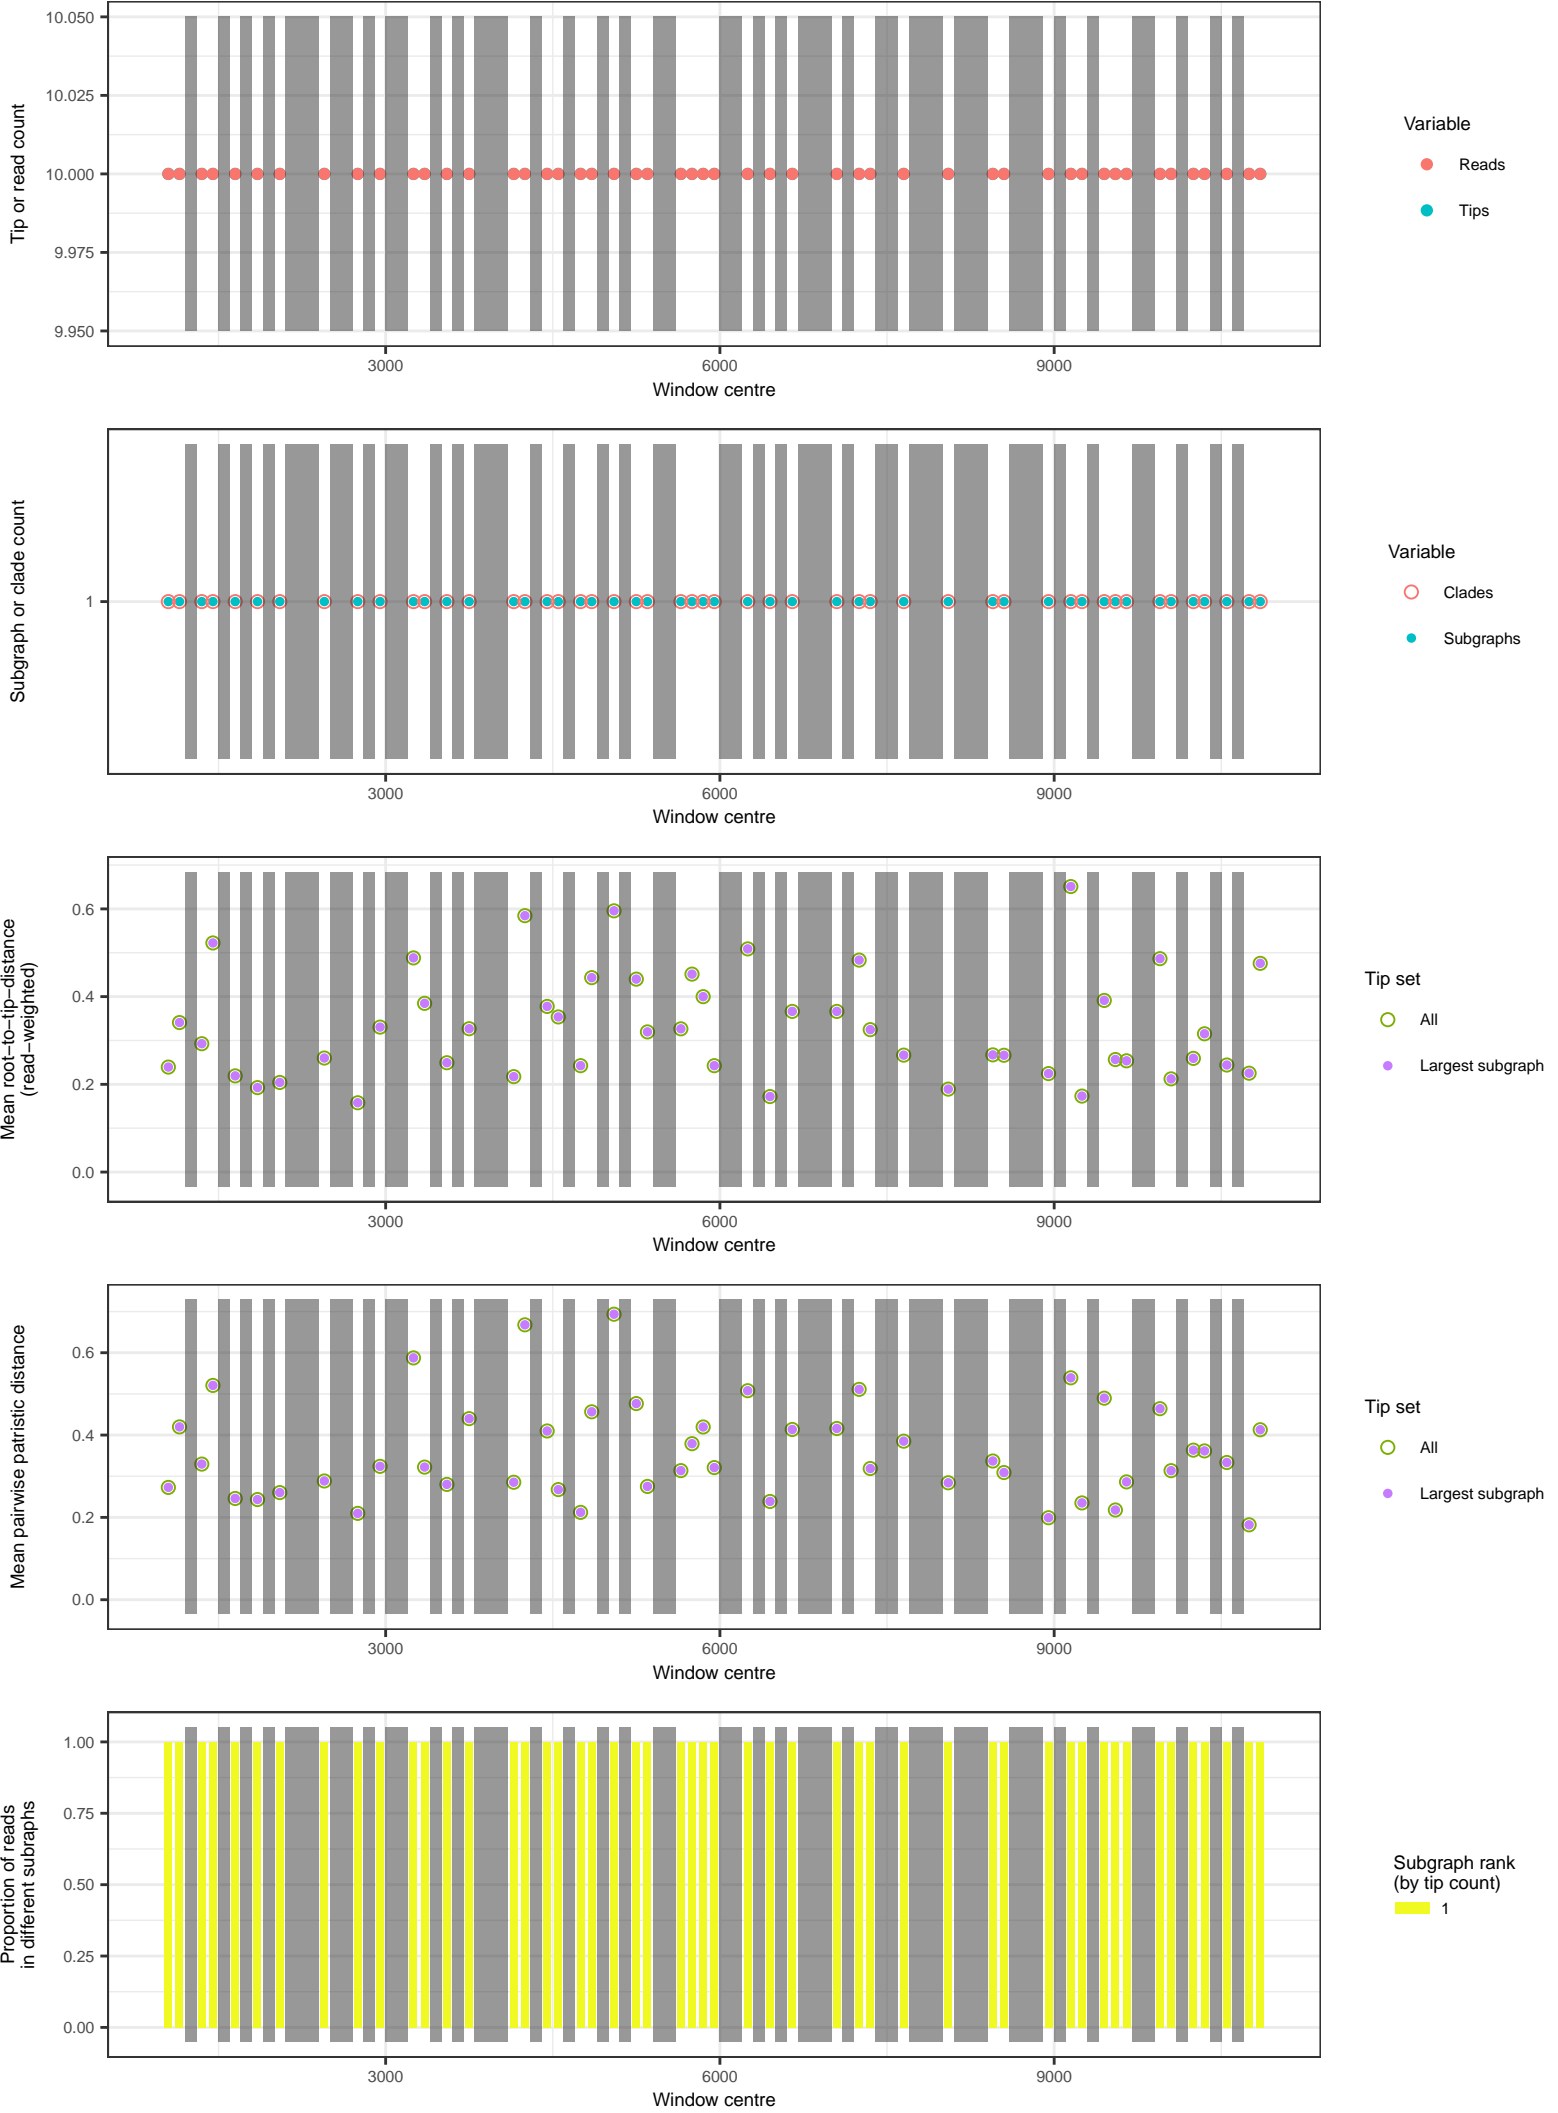 Tip or read count
10.050
10.025
10.000
9.975
9.950
3000
6000
9000
Window centre
Variable
Reads
Tips
Subgraph or clade count
1
3000
6000
9000
Window centre
Variable
Clades
Subgraphs
Mean root−to−tip−distance
(read−weighted)
0.6
0.4
0.2
0.0
3000
6000
9000
Window centre
Tip set
All
Largest subgraph
Mean pairwise patristic distance
0.6
0.4
0.2
0.0
3000
6000
9000
Window centre
Tip set
All
Largest subgraph
Proportion of reads
in different subraphs
1.00
0.75
0.50
0.25
0.00
3000
6000
9000
Window centre
Subgraph rank
(by tip count)
1